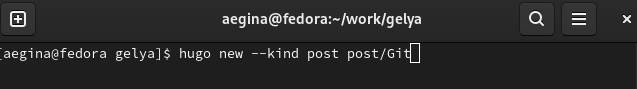 aegina@fedora:~/work/gelya
[aegina@fedora gelya]$ hugo new --kind post post/Git